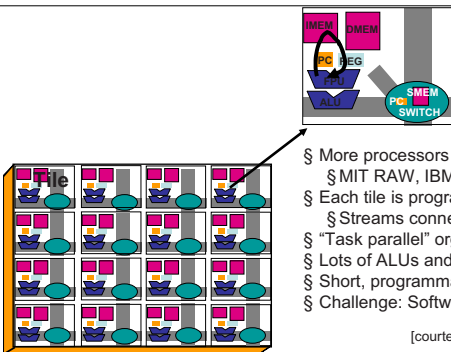 IMEM DMEM
PC REG
FPU
ALU
SMEM
PC
SWITCH
Tile
§ More processors
§ MIT RAW, IBM
§ Each tile is progra
§ Streams conne
§ "Task parallel" or
§ Lots of ALUs and
§ Short, programma
§ Challenge: Softw
[courte